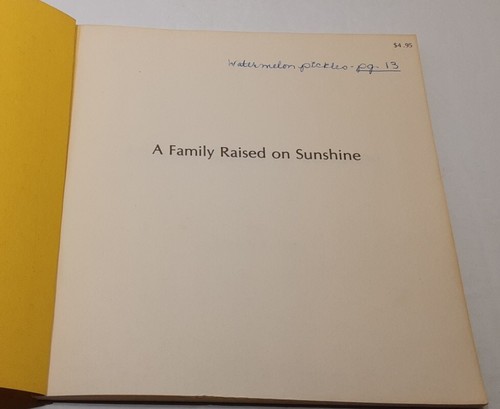 $4.95
Watermelon pickles - pg. 13
A Family Raised on Sunshine